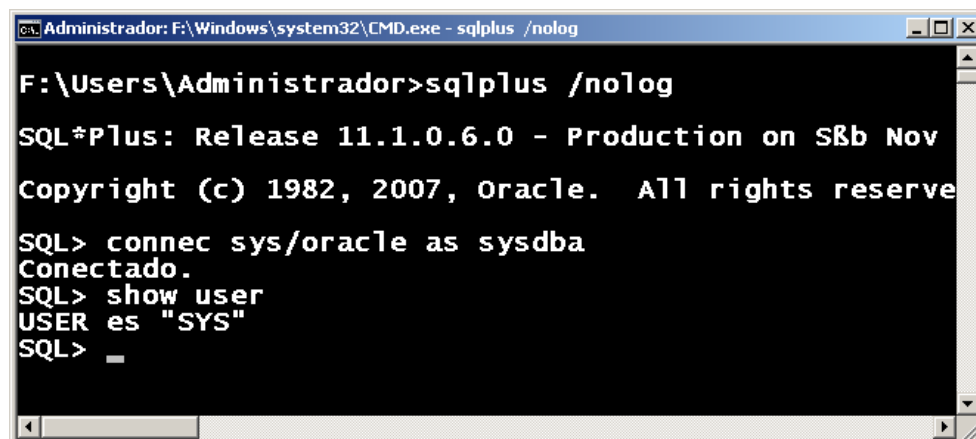 Administrador: F:\Windows\system32\CMD.exe - sqlplus /nolog
F:\Users\Administrador>sqlplus /nolog
SQL*Plus: Release 11.1.0.6.0 - Production on Sßb Nov
Copyright (c) 1982, 2007, Oracle. All rights reserve
SQL> connec sys/oracle as sysdba
Conectado.
SQL> show user
USER es "SYS"
SQL> _